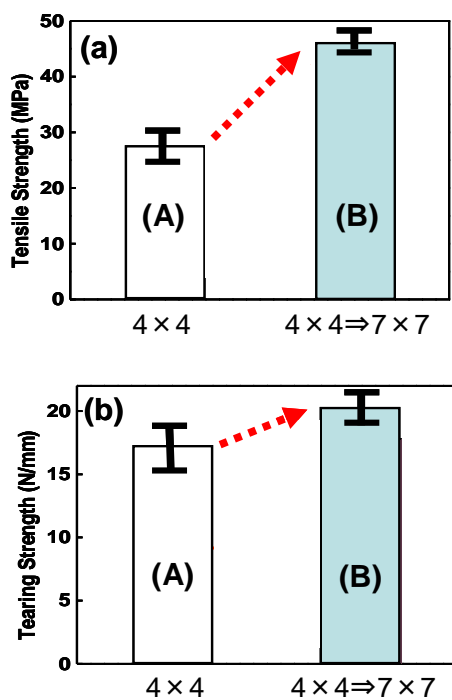 (a)
Tensile Strength (MPa)
50
40
30
20
10
0
(A)
(B)
4×4
4×4⇒7×7
(b)
Tearing Strength (N/mm)
20
15
10
5
0
(A)
(B)
4×4
4×4⇒7×7